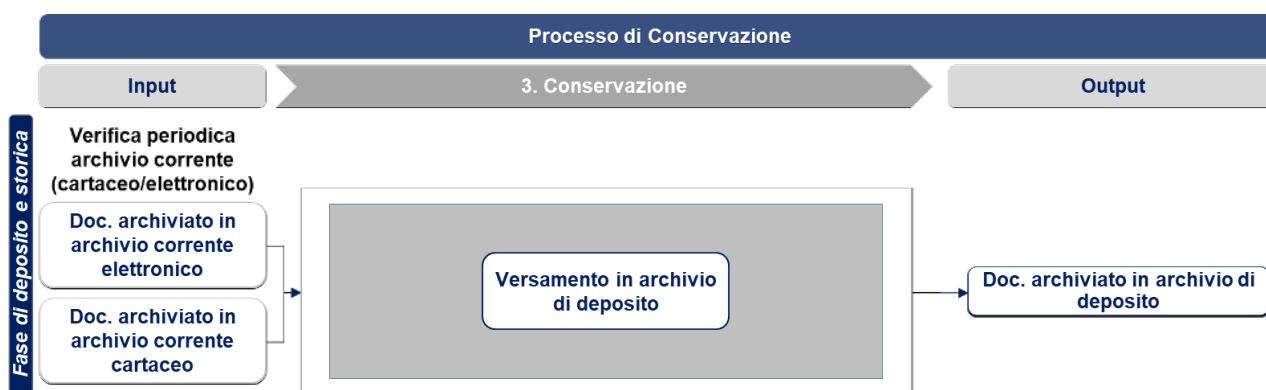 Processo di Conservazione
Input
3. Conservazione
Output
Fase di deposito e storica
Verifica periodica
archivio corrente
(cartaceo/elettronico)
Doc. archiviato in
archivio corrente
elettronico
Doc. archiviato in
archivio corrente
cartaceo
Versamento in archivio
di deposito
Doc. archiviato in archivio di
deposito